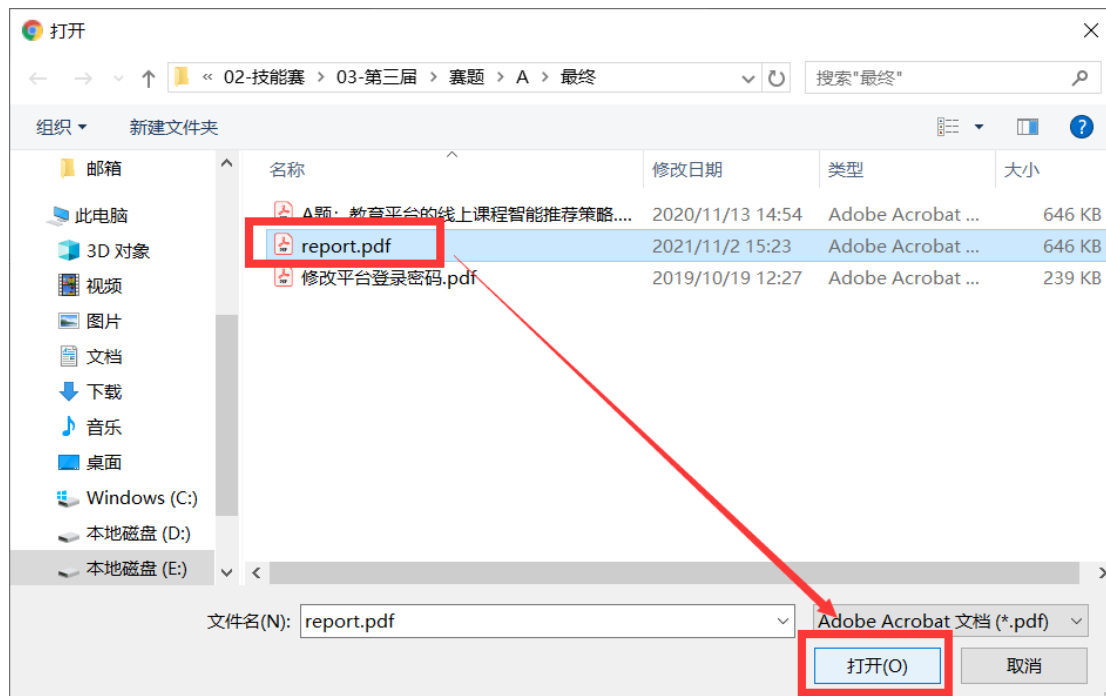 打开
« 02-技能赛 > 03-第三届 > 赛题 > A > 最终
搜索"最终"
组织
新建文件夹
名称 修改日期 类型 大小
A题：教育平台的线上课程智能推荐策略.... 2020/11/13 14:54 Adobe Acrobat ... 646 KB
report.pdf 2021/11/2 15:23 Adobe Acrobat ... 646 KB
修改平台登录密码.pdf 2019/10/19 12:27 Adobe Acrobat ... 239 KB
邮箱
此电脑
3D 对象
视频
图片
文档
下载
音乐
桌面
Windows (C:)
本地磁盘 (D:)
本地磁盘 (E:)
文件名(N): report.pdf
Adobe Acrobat 文档 (*.pdf)
打开(O) 取消